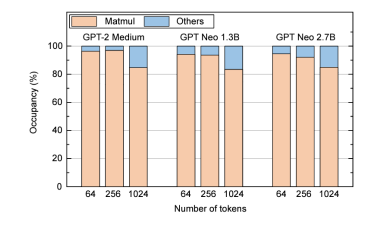 Matmul Others
GPT-2 Medium GPT Neo 1.3B GPT Neo 2.7B
100
80
60
40
20
0
Occupancy (%)
64 256 1024 64 256 1024 64 256 1024
Number of tokens